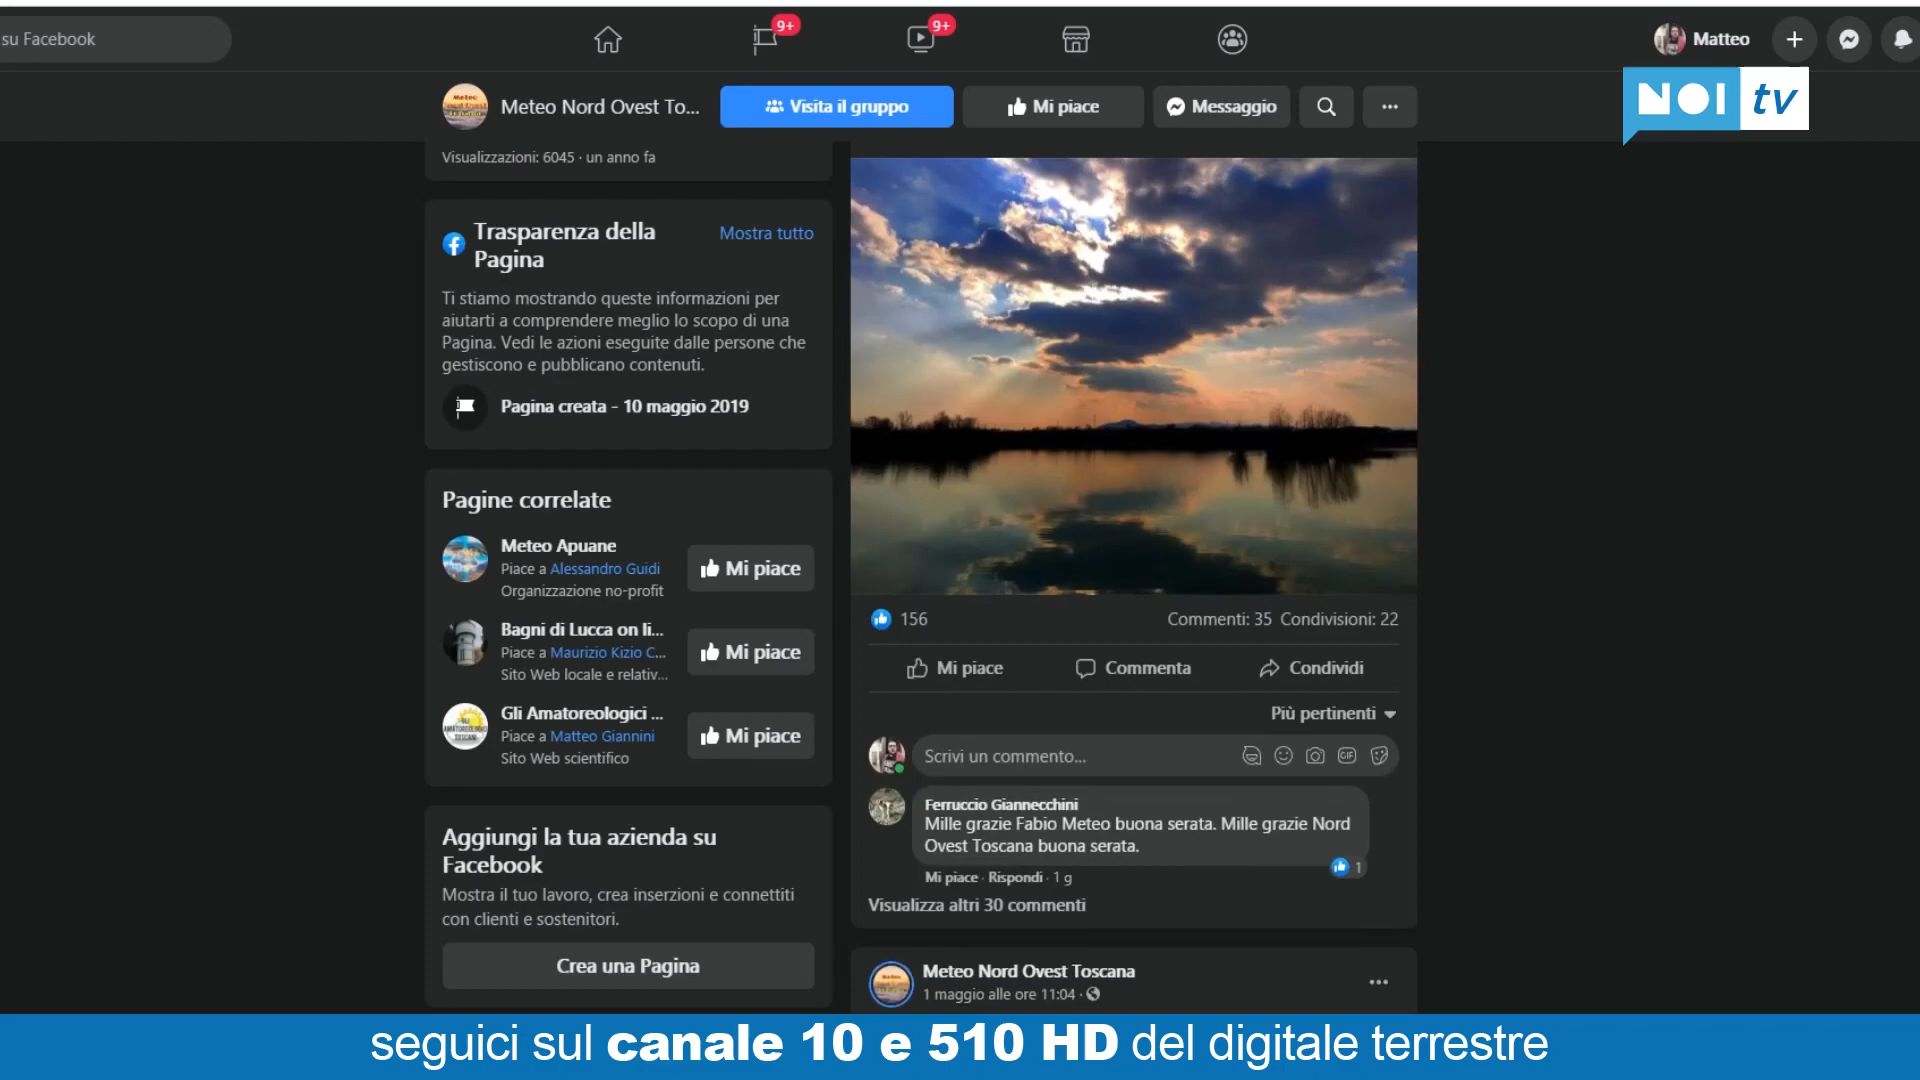 su Facebook
9+
9+
Matteo
NOI tv
Meteo Nord Ovest To...
Visita il gruppo
Mi piace
Messaggio
Visualizzazioni: 6045 · un anno fa
Trasparenza della
Pagina
Mostra tutto
Ti stiamo mostrando queste informazioni per
aiutarti a comprendere meglio lo scopo di una
Pagina. Vedi le azioni eseguite dalle persone che
gestiscono e pubblicano contenuti.
Pagina creata - 10 maggio 2019
Pagine correlate
Meteo Apuane
Piace a Alessandro Guidi
Organizzazione no-profit
Mi piace
Bagni di Lucca on li...
Piace a Maurizio Kizio C...
Sito Web locale e relativ...
Mi piace
Gli Amatoreologici ...
Piace a Matteo Giannini
Sito Web scientifico
Mi piace
Aggiungi la tua azienda su
Facebook
Mostra il tuo lavoro, crea inserzioni e connettiti
con clienti e sostenitori.
Crea una Pagina
156
Commenti: 35 Condivisioni: 22
Mi piace
Commenta
Condividi
Più pertinenti
Scrivi un commento...
GIF
Ferruccio Giannecchini
Mille grazie Fabio Meteo buona serata. Mille grazie Nord
Ovest Toscana buona serata.
1
Mi piace · Rispondi · 1 g
Visualizza altri 30 commenti
Meteo Nord Ovest Toscana
1 maggio alle ore 11:04 ·
seguici sul canale 10 e 510 HD del digitale terrestre